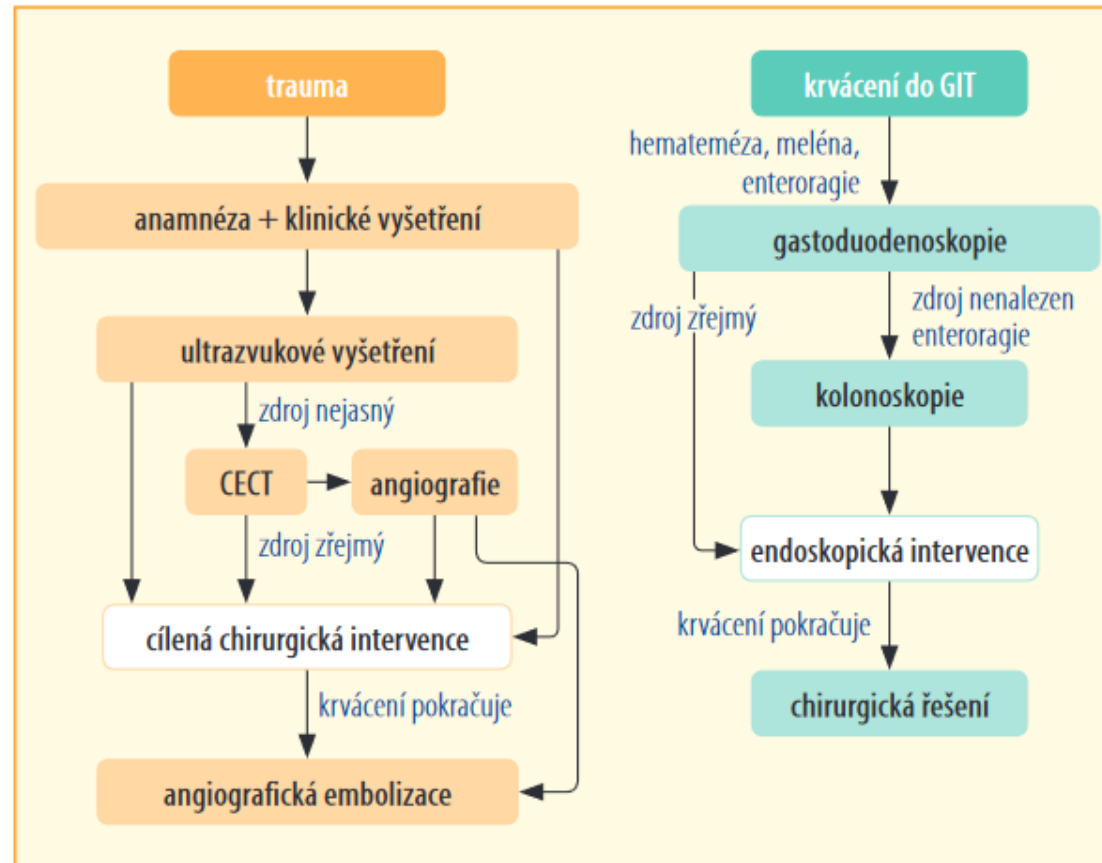 trauma
anamnéza + klinické vyšetření
ultrazvukové vyšetření
zdroj nejasný
CECT
angiografie
zdroj zřejmý
cílená chirurgická intervence
krvácení pokračuje
angiografická embolizace
krvácení do GIT
hemateméza, meléna,
enteroragie
gastoduodenoskopie
zdroj zřejmý
zdroj nenalezen
enteroragie
kolonoskopie
endoskopická intervence
krvácení pokračuje
chirurgická řešení